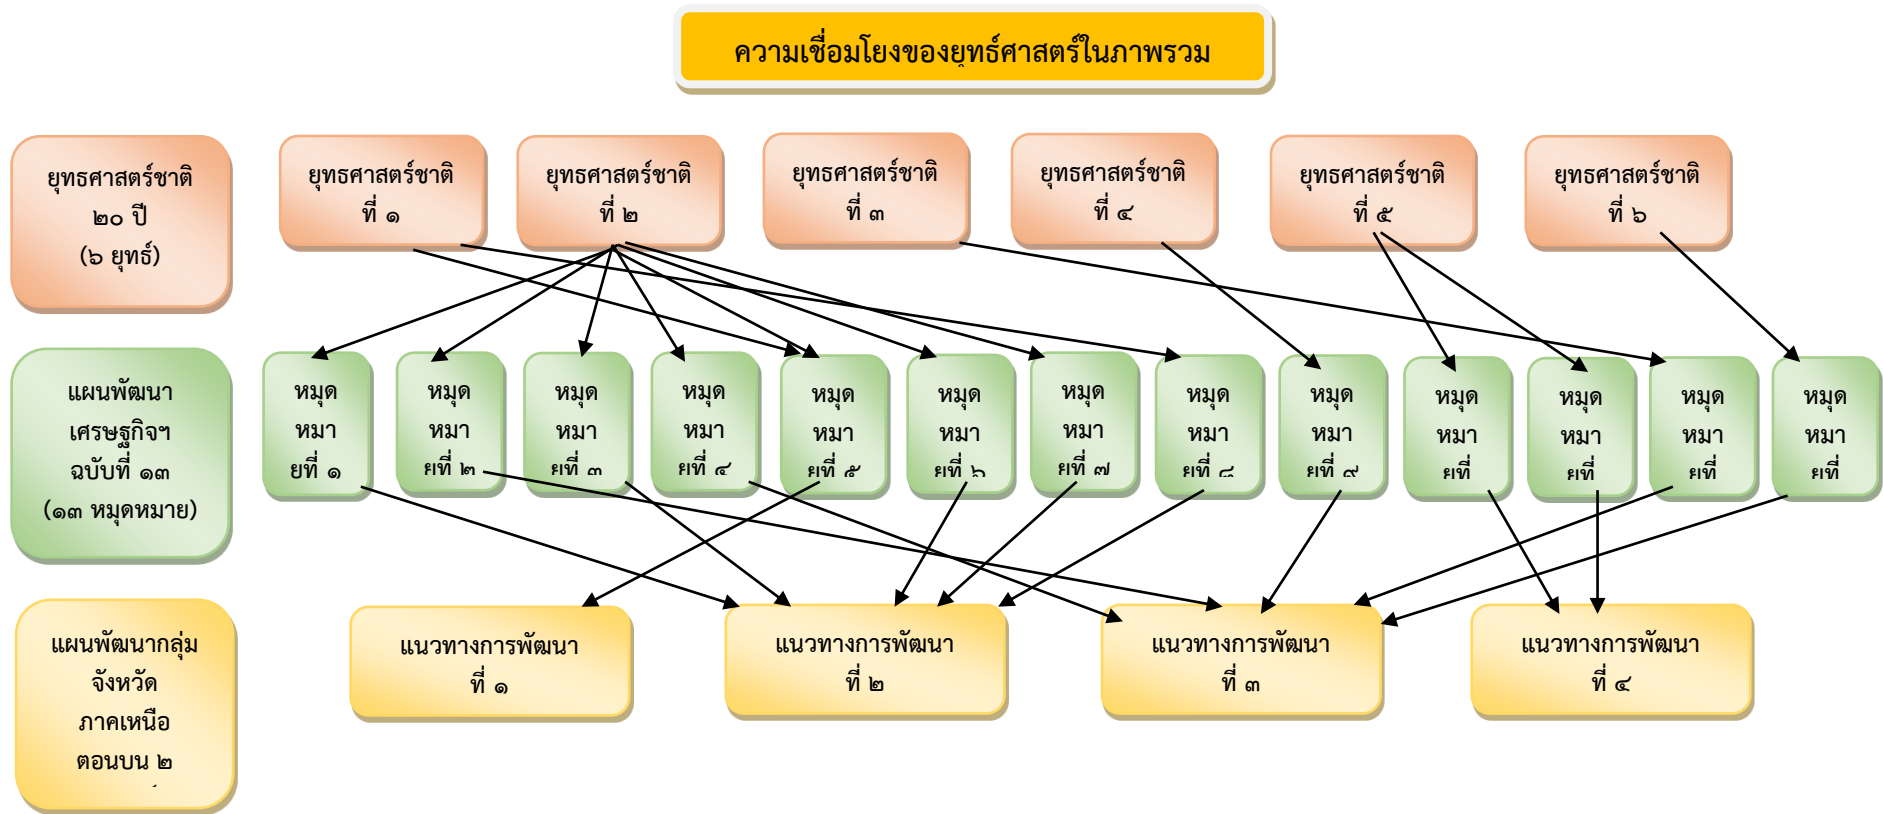 ความเชื่อมโยงของยุทธ์ศาสตร์ในภาพรวม
ยุทธศาสตร์ชาติ
๒๐ ปี
(๖ ยุทธ์)
ยุทธศาสตร์ชาติ
ที่ ๑
ยุทธศาสตร์ชาติ
ที่ ๒
ยุทธศาสตร์ชาติ
ที่ ๓
ยุทธศาสตร์ชาติ
ที่ ๔
ยุทธศาสตร์ชาติ
ที่ ๕
ยุทธศาสตร์ชาติ
ที่ ๖
แผนพัฒนา
เศรษฐกิจฯ
ฉบับที่ ๑๓
(๑๓ หมุดหมาย)
หมุด
หมา
ยที่ ๑
หมุด
หมา
ยที่ ๒
หมุด
หมา
ยที่ ๓
หมุด
หมา
ยที่ ๔
หมุด
หมา
ยที่ ๕
หมุด
หมา
ยที่ ๖
หมุด
หมา
ยที่ ๗
หมุด
หมา
ยที่ ๘
หมุด
หมา
ยที่ ๙
หมุด
หมา
ยที่
หมุด
หมา
ยที่
หมุด
หมา
ยที่
หมุด
หมา
ยที่
แผนพัฒนากลุ่ม
จังหวัด
ภาคเหนือ
ตอนบน ๒
แนวทางการพัฒนา
ที่ ๑
แนวทางการพัฒนา
ที่ ๒
แนวทางการพัฒนา
ที่ ๓
แนวทางการพัฒนา
ที่ ๔